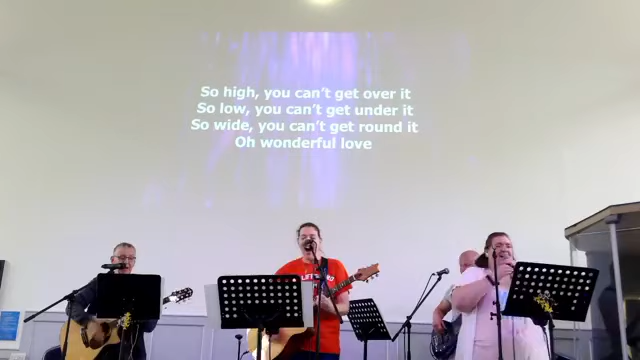 So high, you can't get over it
So low, you can't get under it
So wide, you can't get round it
Oh wonderful love